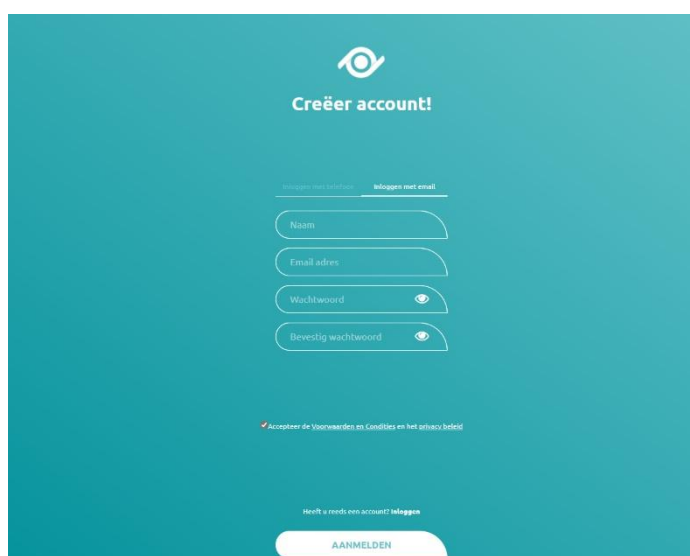 Creëer account!
Inloggen met telefoon Inloggen met email
Naam
Email adres
Wachtwoord
Bevestig wachtwoord
Accepteer de Voorwaarden en Condities en het privacy beleid
Heeft u reeds een account? Inloggen
AANMELDEN